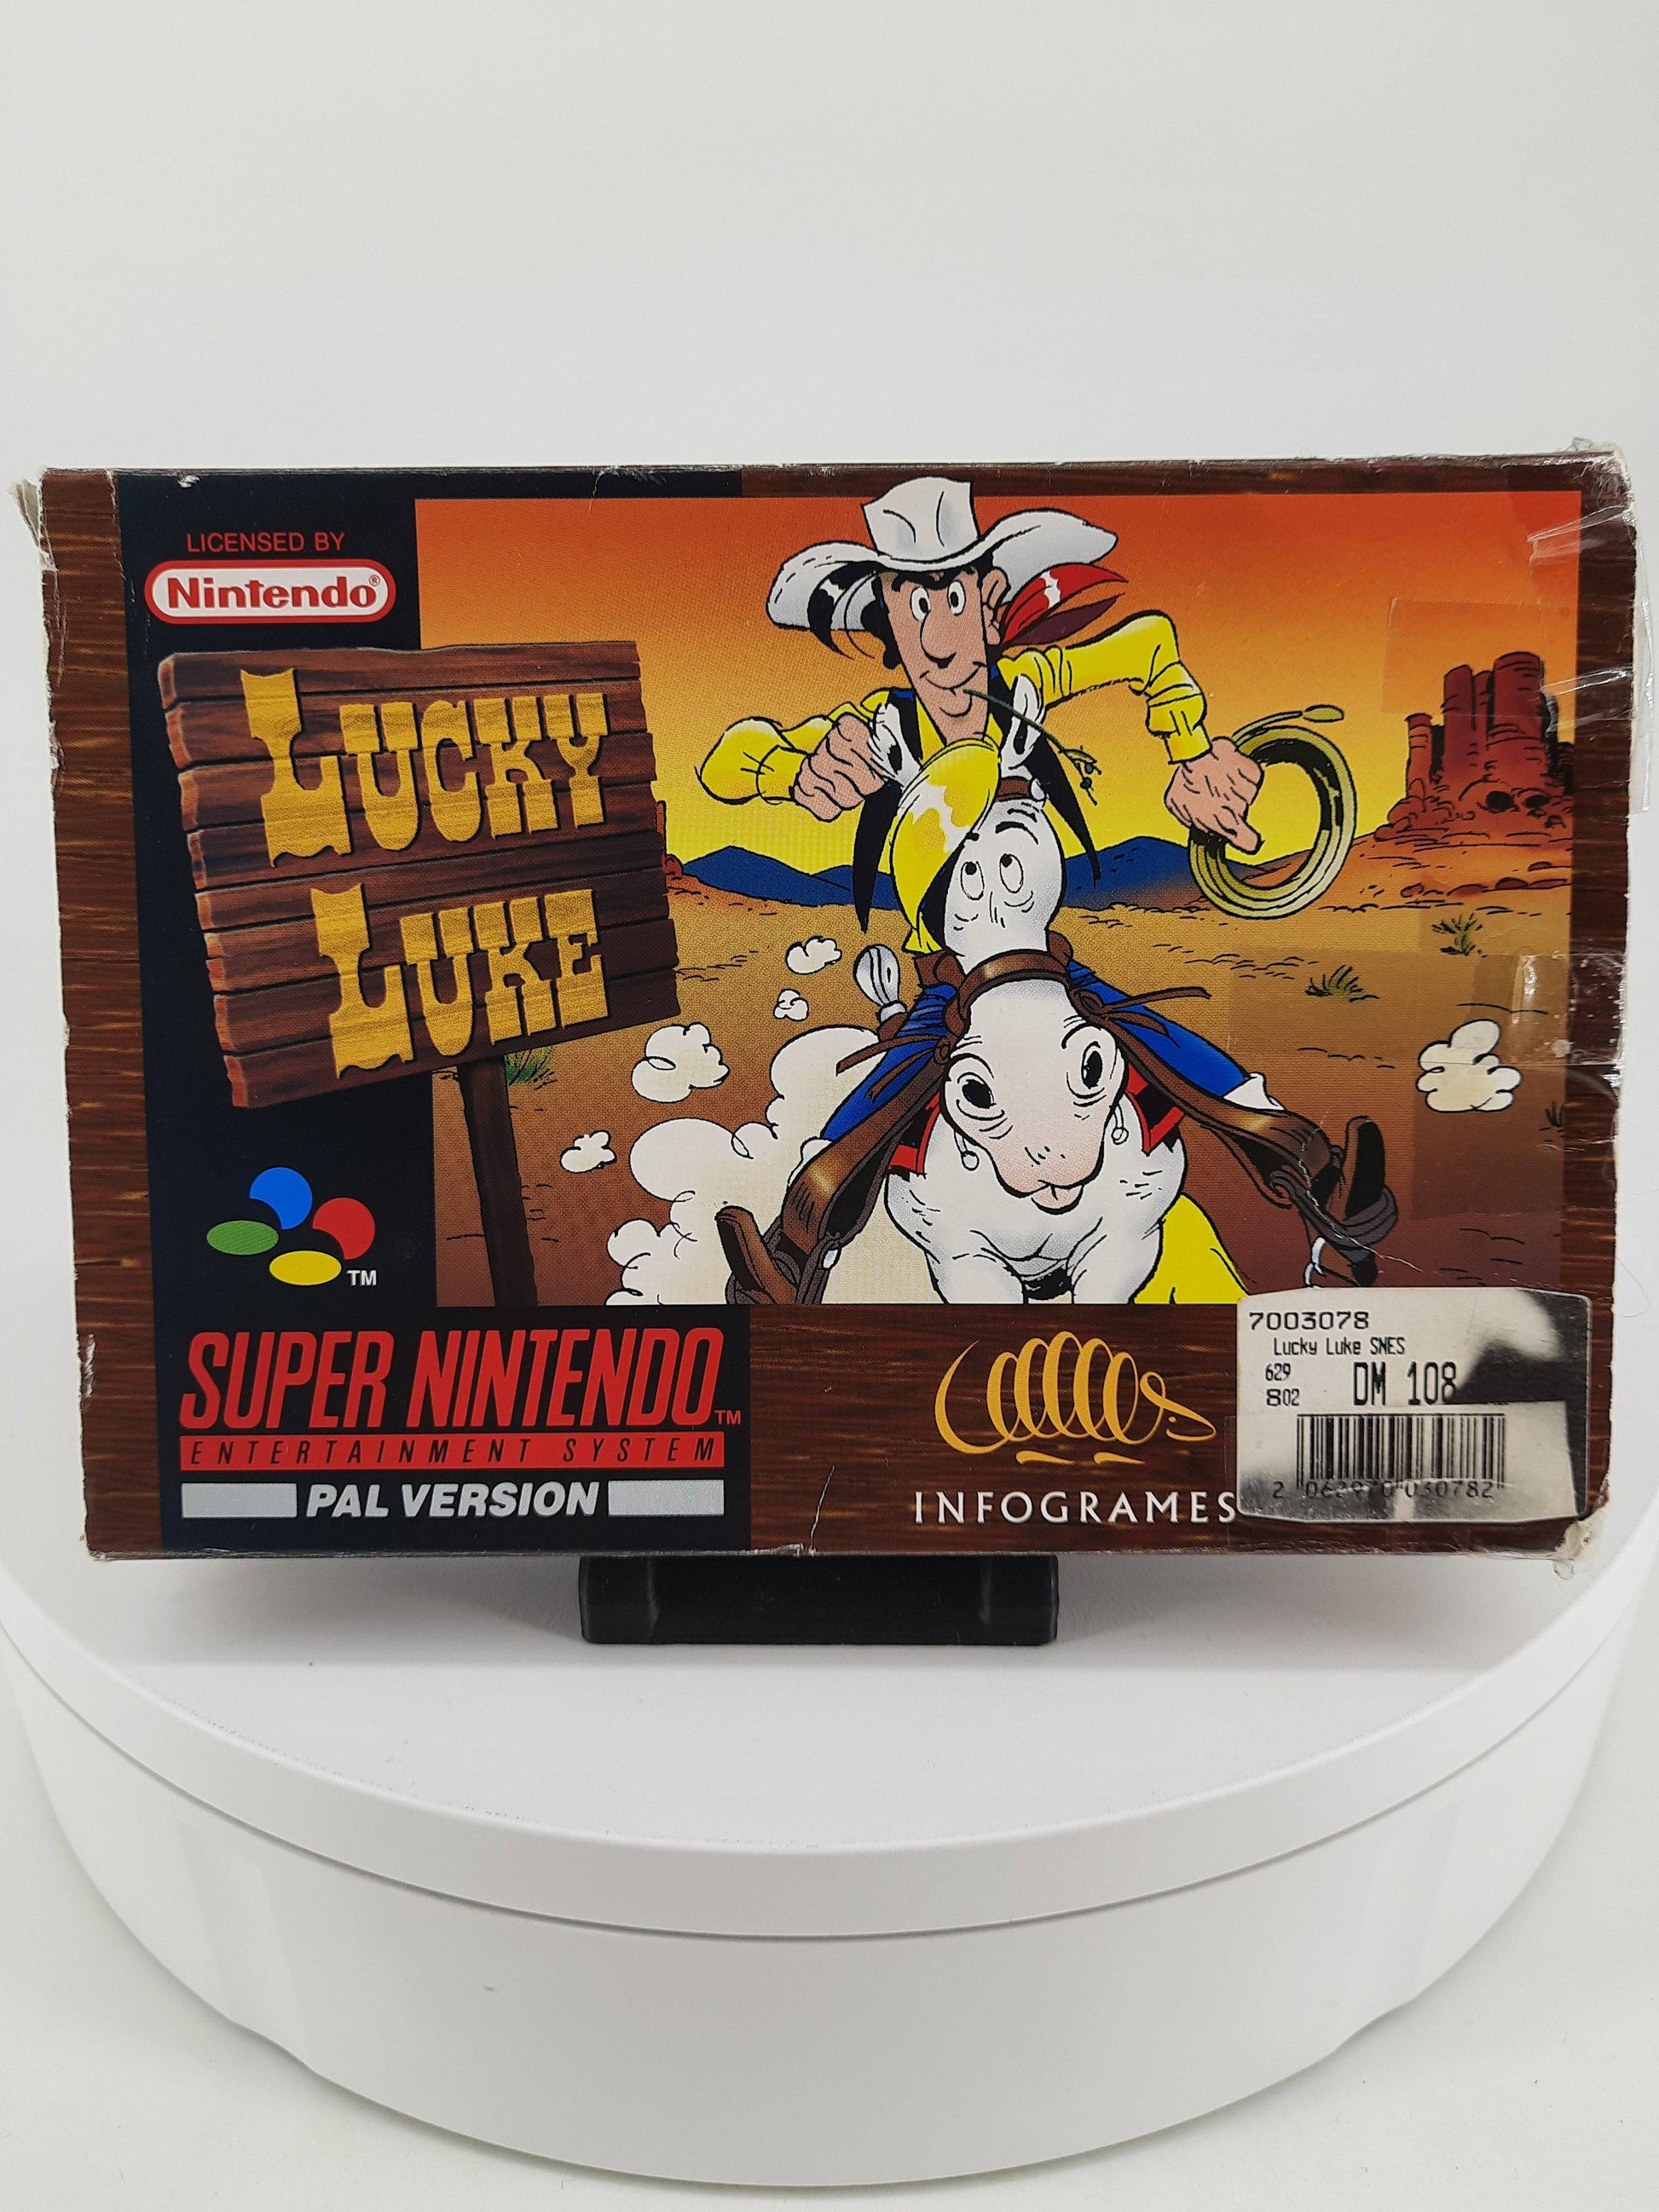 LICENSED BY
Nintendo®
LUCKY
LUKE
TM
SUPER NINTENDO TM
ENTERTAINMENT SYSTEM
PAL VERSION
INFOGRAMES
7003078
Lucky Luke SNES
629
802 DM 108